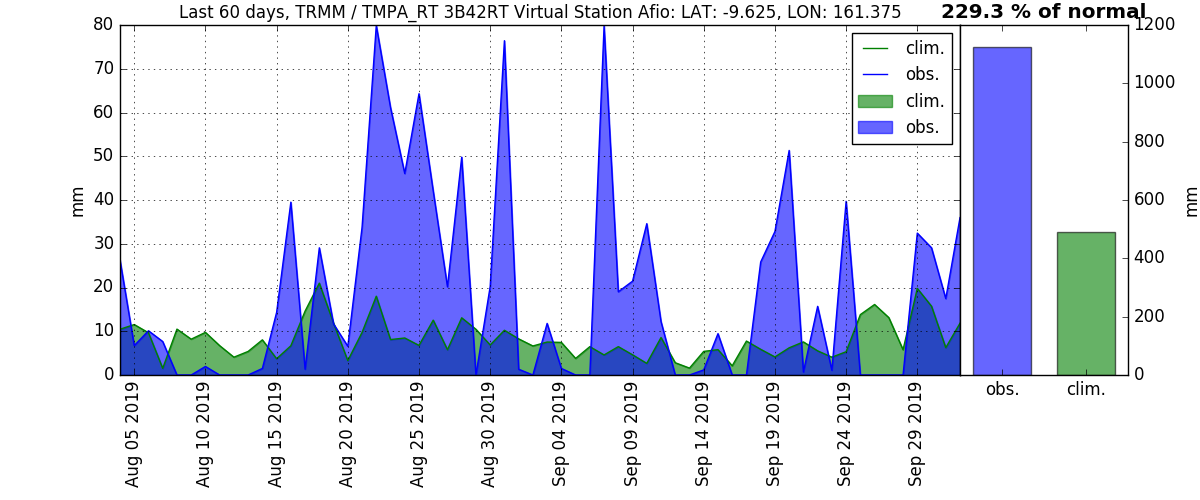 Last 60 days, TRMM / TMPA_RT 3B42RT Virtual Station Afio: LAT: -9.625, LON: 161.375
229.3 % of normal
80
70
60
50
40
30
20
10
0
mm
clim.
obs.
clim.
obs.
1200
1000
800
600
400
200
0
mm
obs.
clim.
Aug 05 2019
Aug 10 2019
Aug 15 2019
Aug 20 2019
Aug 25 2019
Aug 30 2019
Sep 04 2019
Sep 09 2019
Sep 14 2019
Sep 19 2019
Sep 24 2019
Sep 29 2019